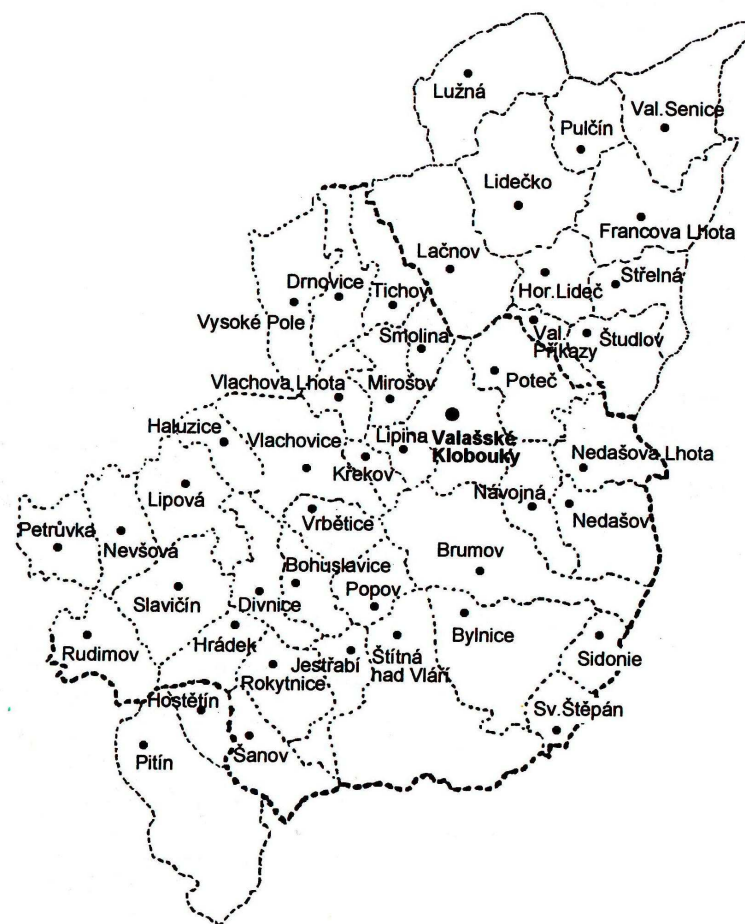 Lužná
Val.Senice
Pulčín
Lidečko
Francova Lhota
Lačnov
Hor.Lideč
Střelná
Drnovice
Tichov
Vysoké Pole
Smolina
Val.
Příkazy
Študlov
Vlachova Lhota
Mirošov
Poteč
Haluzice
Vlachovice
Lipina
Valašské
Klobouky
Křekov
Nedašova Lhota
Lipová
Návojná
Nedašov
Petrůvka
Nevšová
Vrbětice
Brumov
Bohuslavice
Popov
Slavičín
Divnice
Bylnice
Rudimov
Hrádek
Jestřabí
Štítná
nad Vláří
Sidonie
Rokytnice
Hostětín
Sv.Štěpán
Šanov
Pitín